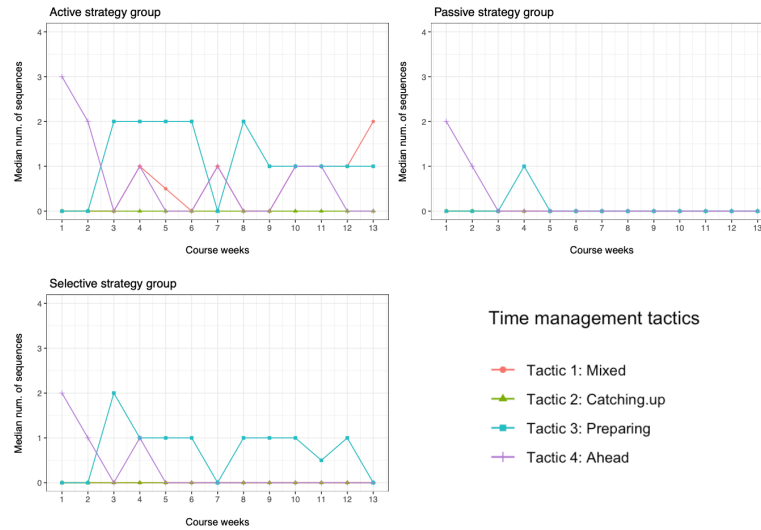 Active strategy group
4
3
2
1
0
Median num. of sequences
1 2 3 4 5 6 7 8 9 10 11 12 13
Course weeks
Passive strategy group
4
3
2
1
0
Median num. of sequences
1 2 3 4 5 6 7 8 9 10 11 12 13
Course weeks
Selective strategy group
4
3
2
1
0
Median num. of sequences
1 2 3 4 5 6 7 8 9 10 11 12 13
Course weeks
Time management tactics
Tactic 1: Mixed
Tactic 2: Catching.up
Tactic 3: Preparing
Tactic 4: Ahead